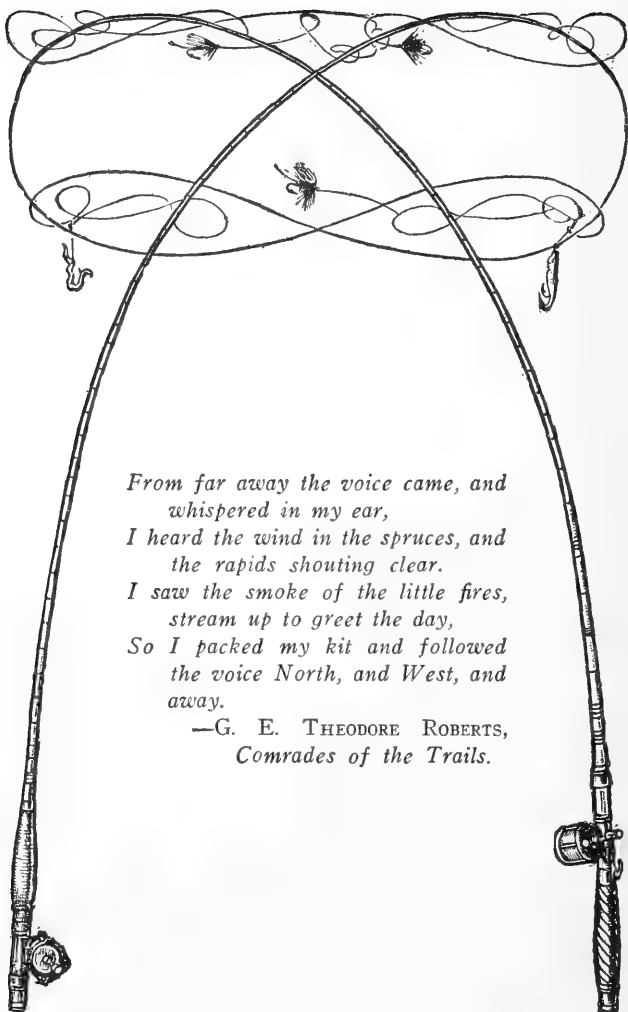 From far away the voice came, and
whispered in my ear,
I heard the wind in the spruces, and
the rapids shouting clear.
I saw the smoke of the little fires,
stream up to greet the day,
So I packed my kit and followed
the voice North, and West, and
away.
—G. E. THEODORE ROBERTS,
Comrades of the Trails.